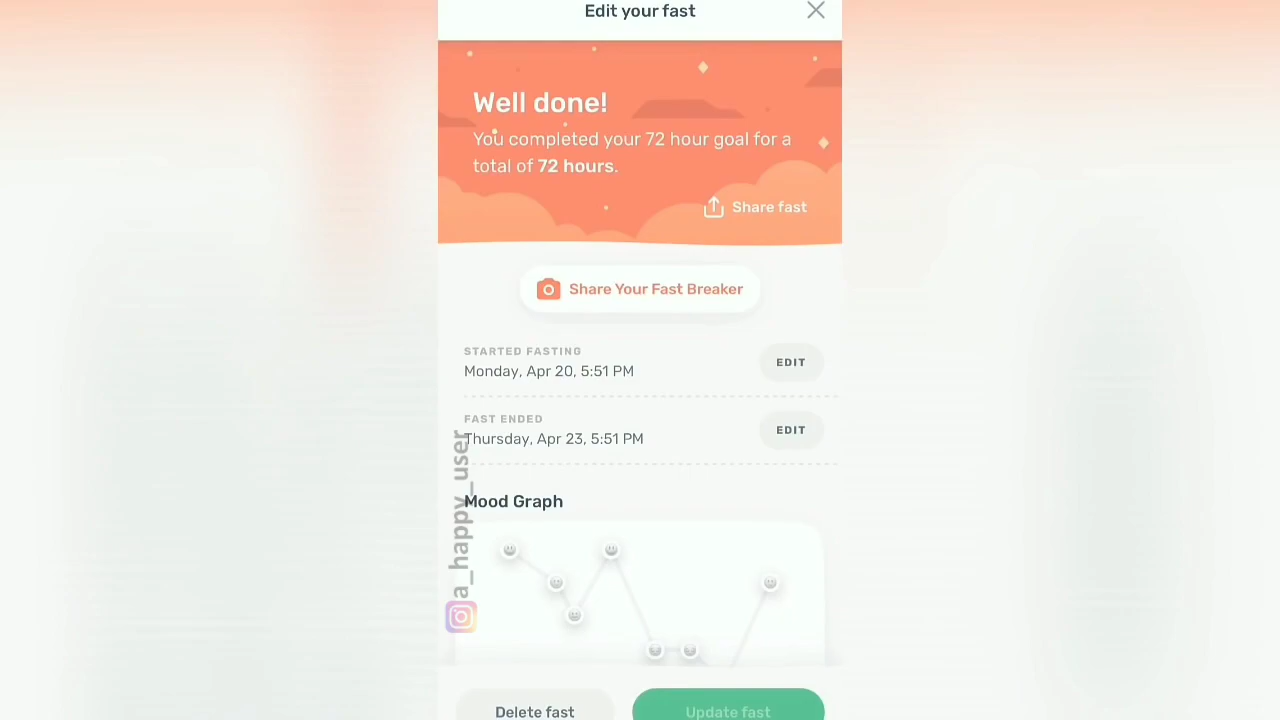 Edit your fast
Well done!
You completed your 72 hour goal for a
total of 72 hours.
Share fast
Share Your Fast Breaker
STARTED FASTING
Monday, Apr 20, 5:51 PM
EDIT
FAST ENDED
Thursday, Apr 23, 5:51 PM
EDIT
Mood Graph
a_happy_user
Delete fast
Update fast